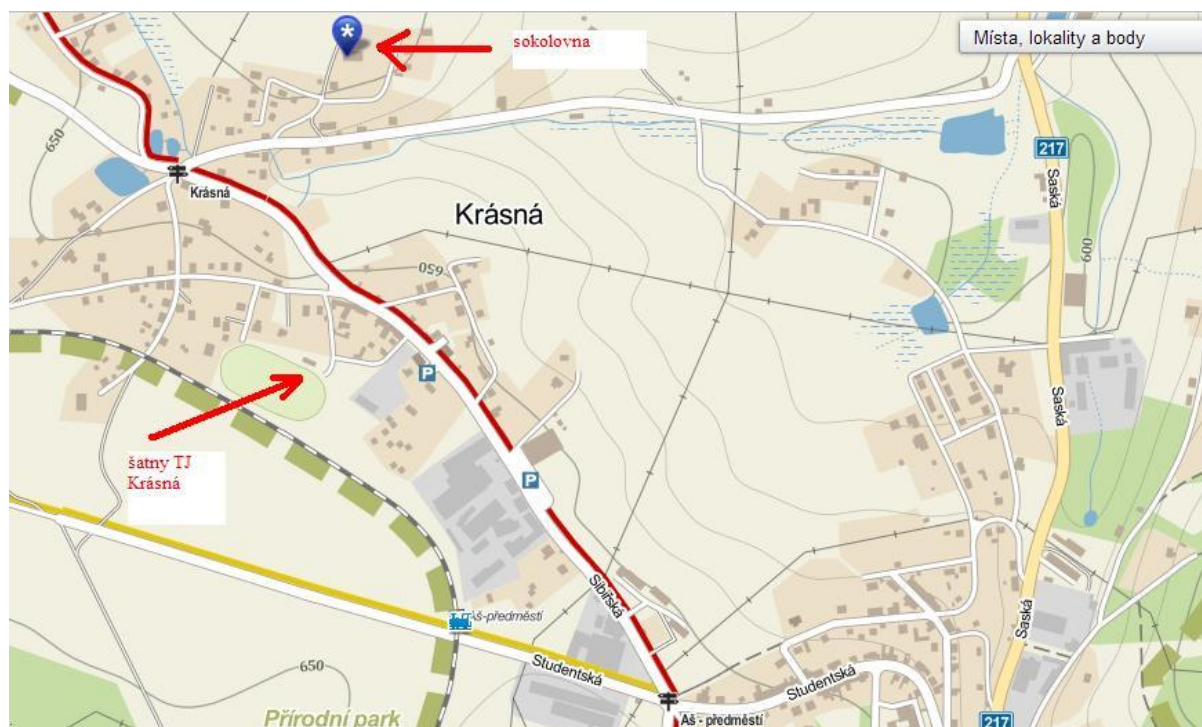 sokolovna
Místa, lokality a body
650
217
Saská
Krásná
Krásná
650
600
P
Saská
šatny TJ
Krásná
P
Sibiřská
Aš-předměstí
Saská
650
Studentská
Studentská
Přírodní park
Aš - předměstí
217